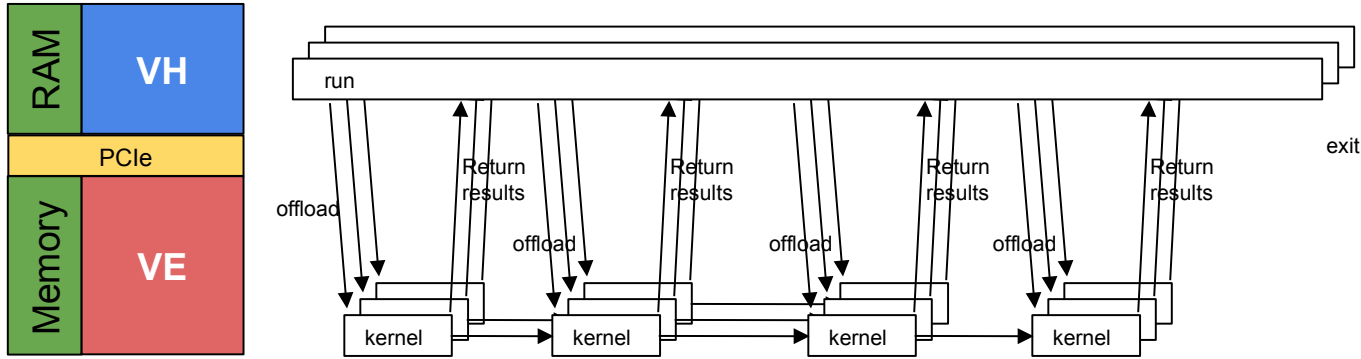 RAM
VH
PCIe
Memory
VE
run
exit
offload
Return
results
offload
Return
results
offload
Return
results
offload
Return
results
kernel
kernel
kernel
kernel